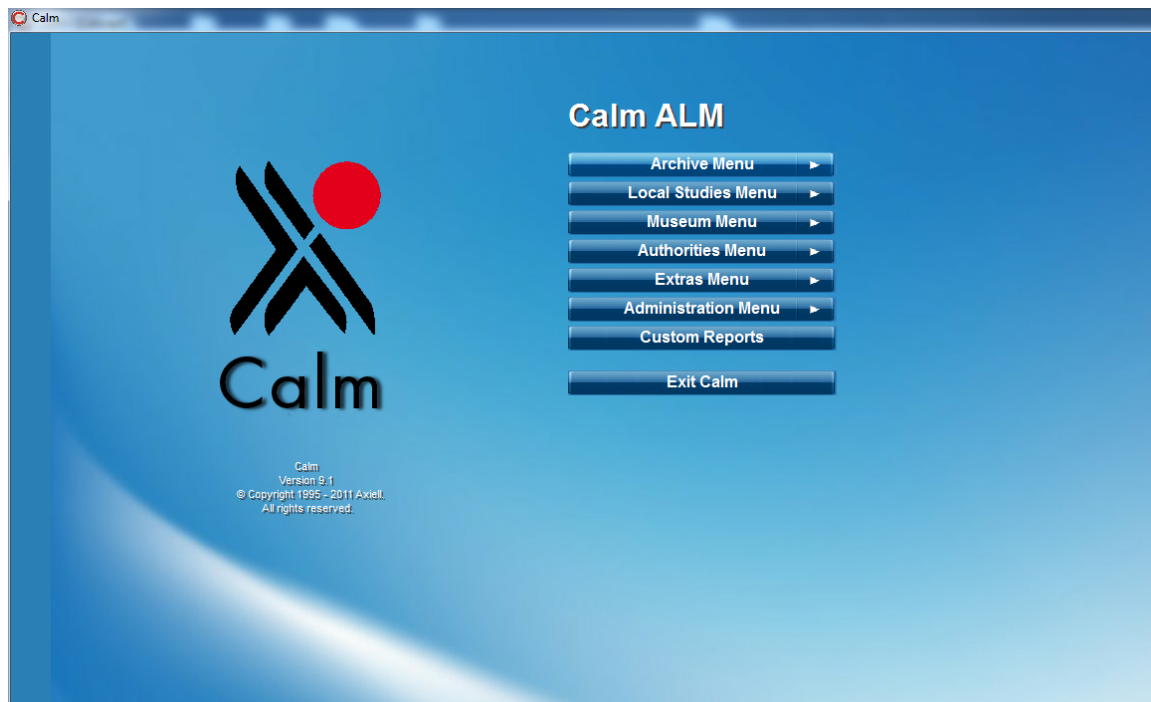 Calm
Calm ALM
Archive Menu
Local Studies Menu
Museum Menu
Authorities Menu
Extras Menu
Administration Menu
Custom Reports
Exit Calm
Calm
Calm
Version 9.1
© Copyright 1995 - 2011 Axiell.
All rights reserved.